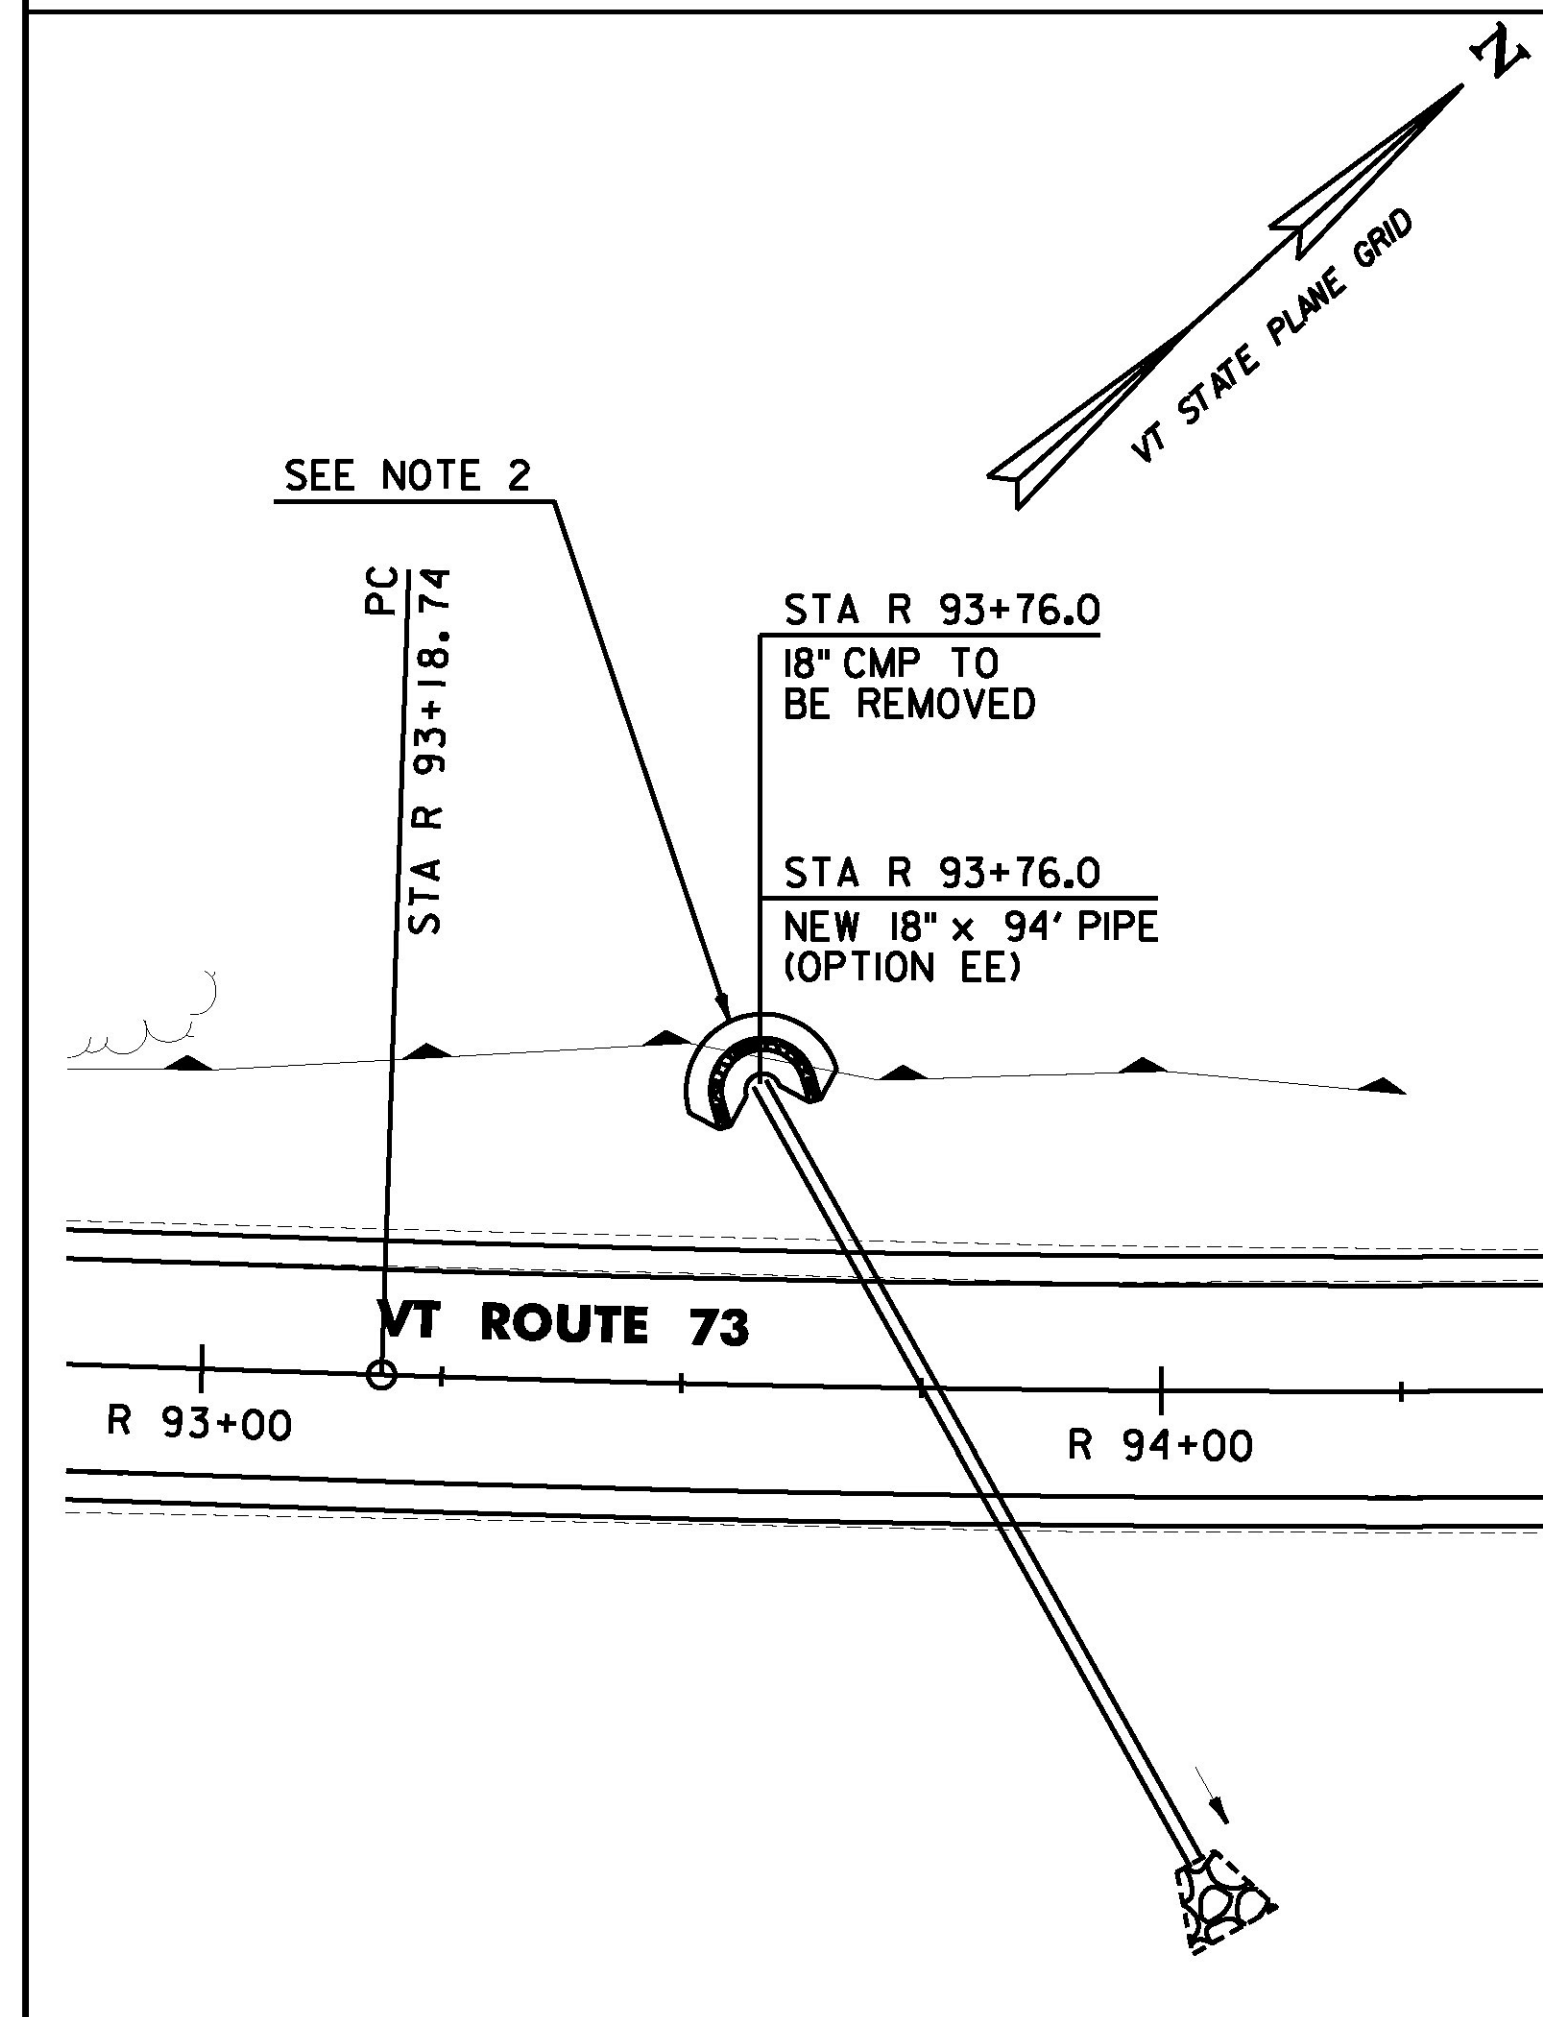 N
VT STATE PLANE GRID
SEE NOTE 2
PC
STA R 93+18.74
STA R 93+76.0
18" CMP TO
BE REMOVED
STA R 93+76.0
NEW 18" x 94' PIPE
(OPTION EE)
VT ROUTE 73
R 93+00
R 94+00